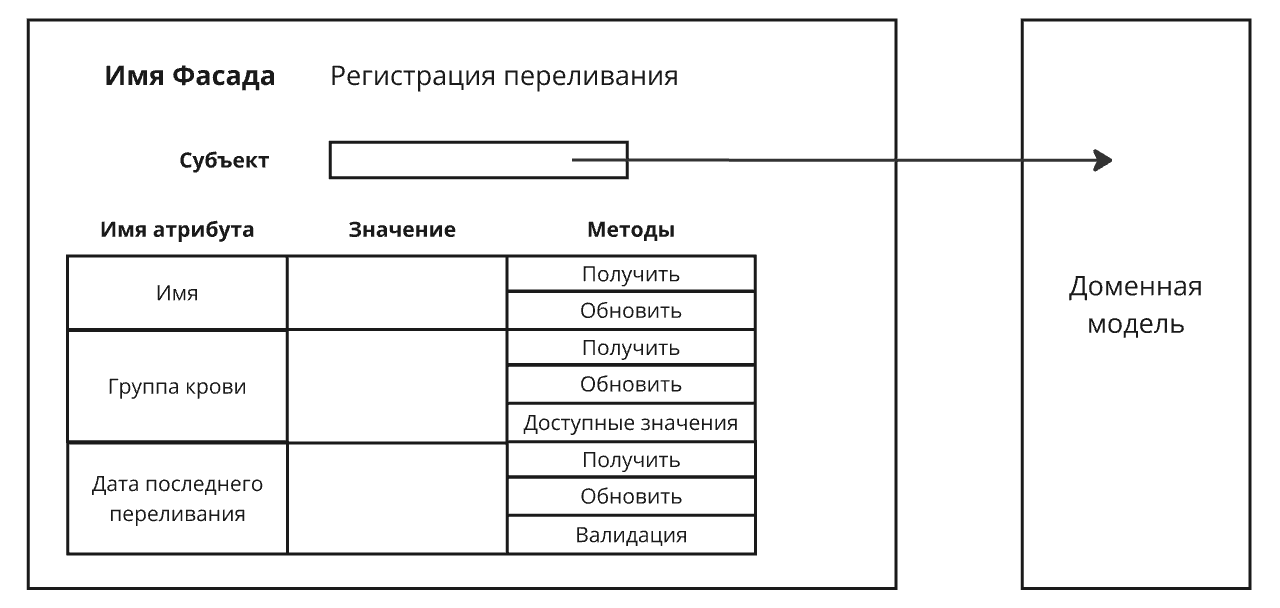 Имя Фасада Регистрация переливания
Субъект
Имя атрибута Значение Методы
Имя
Получить
Обновить
Группа крови
Получить
Обновить
Доступные значения
Дата последнего
переливания
Получить
Обновить
Валидация
Доменная
модель